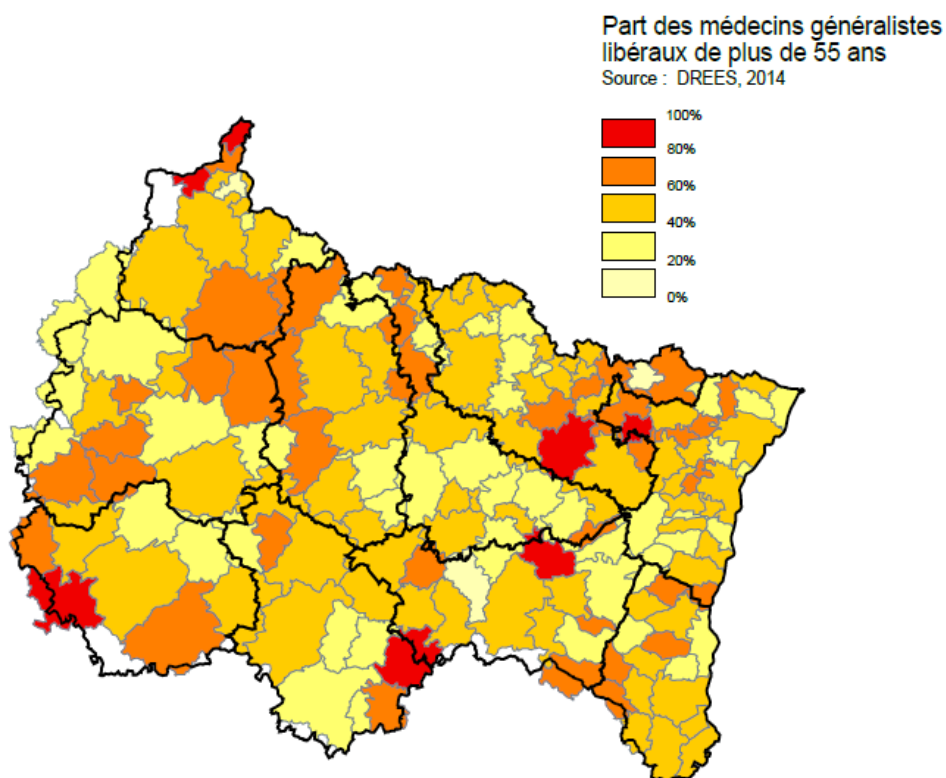 Part des médecins généralistes
libéraux de plus de 55 ans
Source : DREES, 2014
100%
80%
60%
40%
20%
0%